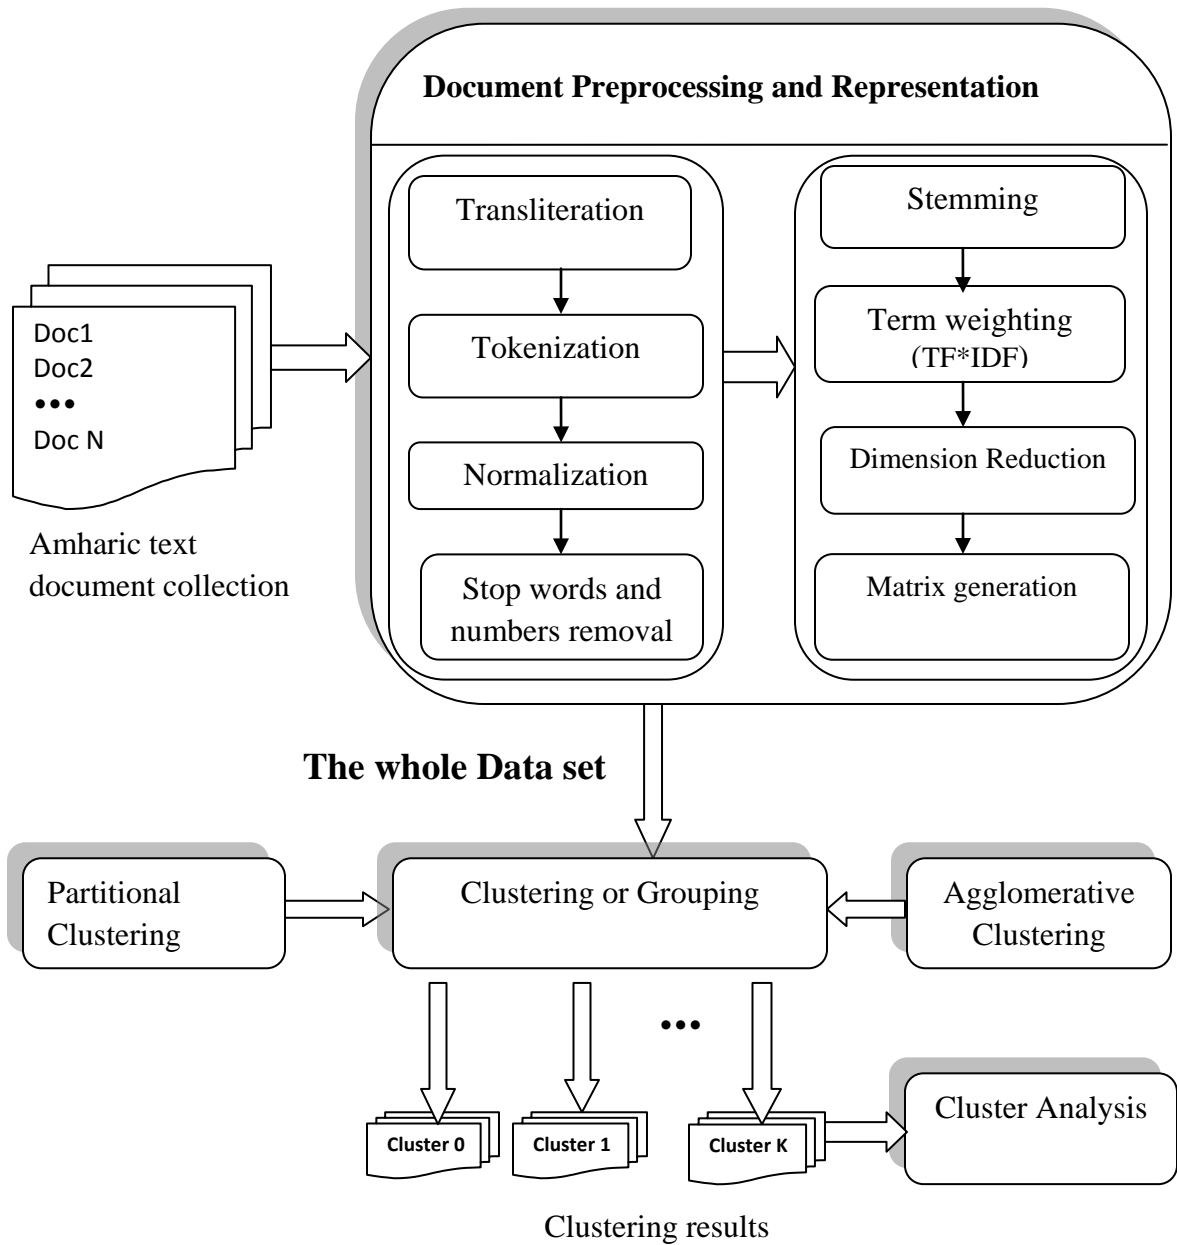 Document Preprocessing and Representation
Transliteration
Tokenization
Normalization
Stop words and
numbers removal
Stemming
Term weighting
(TF*IDF)
Dimension Reduction
Matrix generation
Doc1
Doc2
•••
Doc N
Amharic text
document collection
The whole Data set
Partitional
Clustering
Clustering or Grouping
Agglomerative
Clustering
•••
Cluster 0
Cluster 1
Cluster K
Cluster Analysis
Clustering results